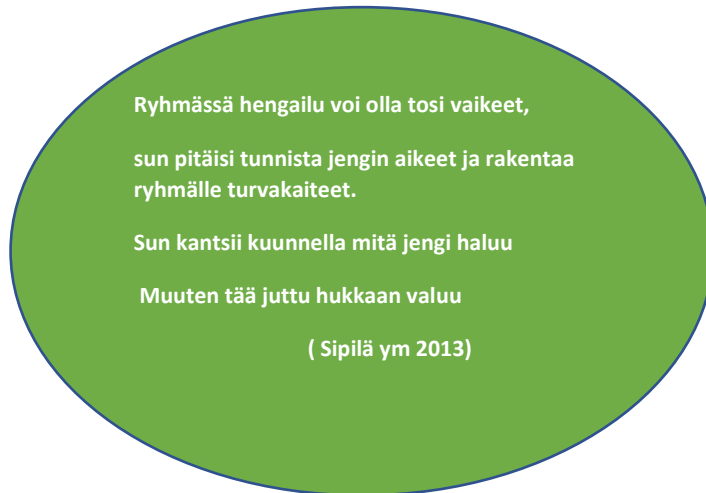 Ryhmässä hengailu voi olla tosi vaikeet,
sun pitäisi tunnista jengin aikeet ja rakentaa
ryhmälle turvakaiteet.
Sun kantsii kuunnella mitä jengi haluu
Muuten tää juttu hukkaan valuu
( Sipilä ym 2013)